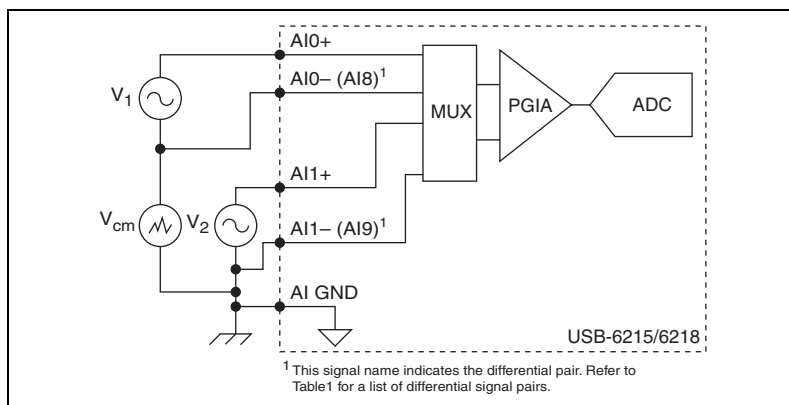 AI0+
AI0– (AI8)1
V1
MUX
PGIA
ADC
AI1+
Vcm
V2
AI1– (AI9)1
AI GND
USB-6215/6218
1 This signal name indicates the differential pair. Refer to
Table1 for a list of differential signal pairs.